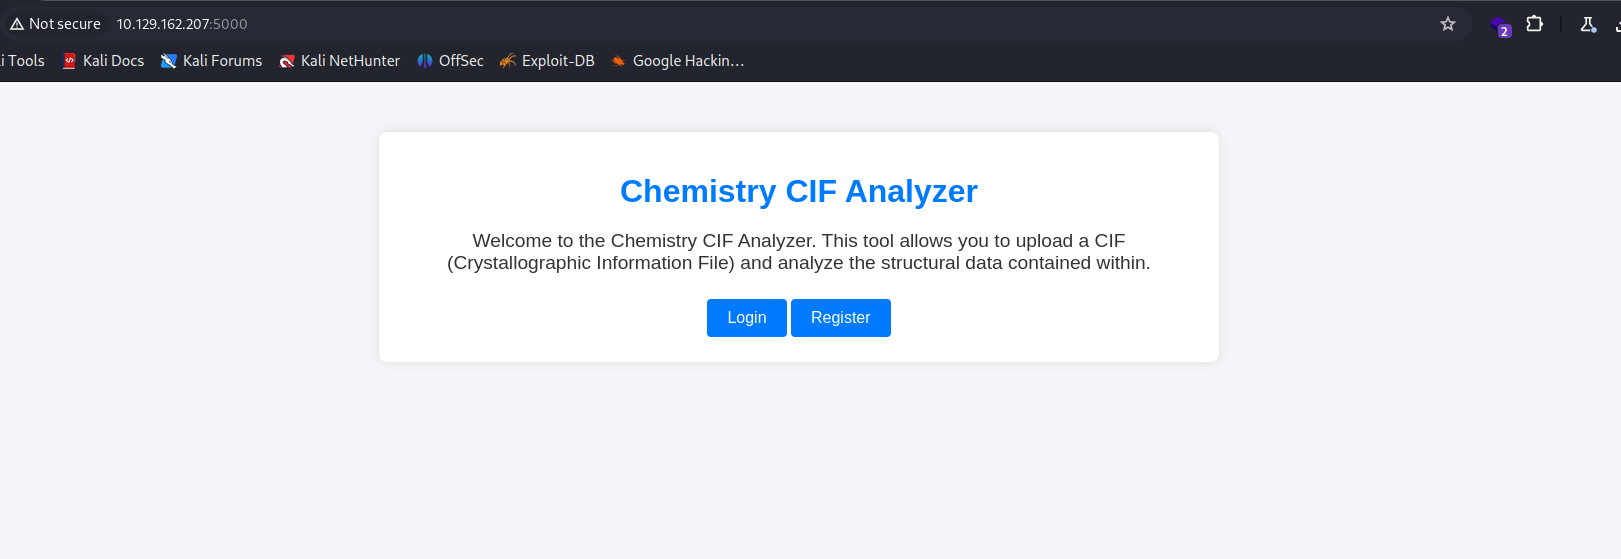 Not secure 10.129.162.207:5000
2
i Tools Kali Docs Kali Forums Kali NetHunter OffSec Exploit-DB Google Hackin…
Chemistry CIF Analyzer
Welcome to the Chemistry CIF Analyzer. This tool allows you to upload a CIF
(Crystallographic Information File) and analyze the structural data contained within.
Login Register